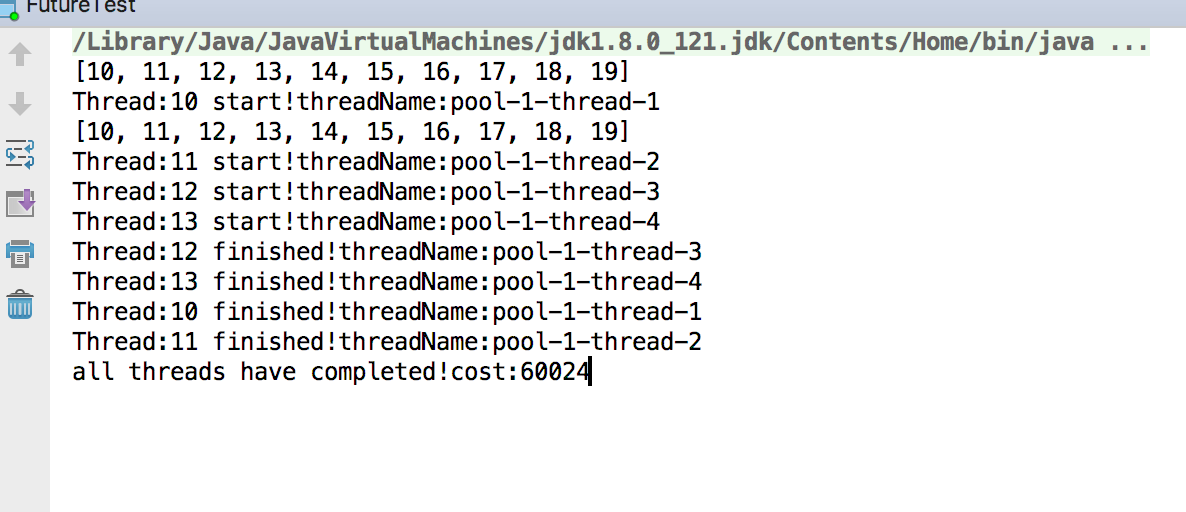 FutureTest
/Library/Java/JavaVirtualMachines/jdk1.8.0_121.jdk/Contents/Home/bin/java ...
[10, 11, 12, 13, 14, 15, 16, 17, 18, 19]
Thread:10 start!threadName:pool-1-thread-1
[10, 11, 12, 13, 14, 15, 16, 17, 18, 19]
Thread:11 start!threadName:pool-1-thread-2
Thread:12 start!threadName:pool-1-thread-3
Thread:13 start!threadName:pool-1-thread-4
Thread:12 finished!threadName:pool-1-thread-3
Thread:13 finished!threadName:pool-1-thread-4
Thread:10 finished!threadName:pool-1-thread-1
Thread:11 finished!threadName:pool-1-thread-2
all threads have completed!cost:60024